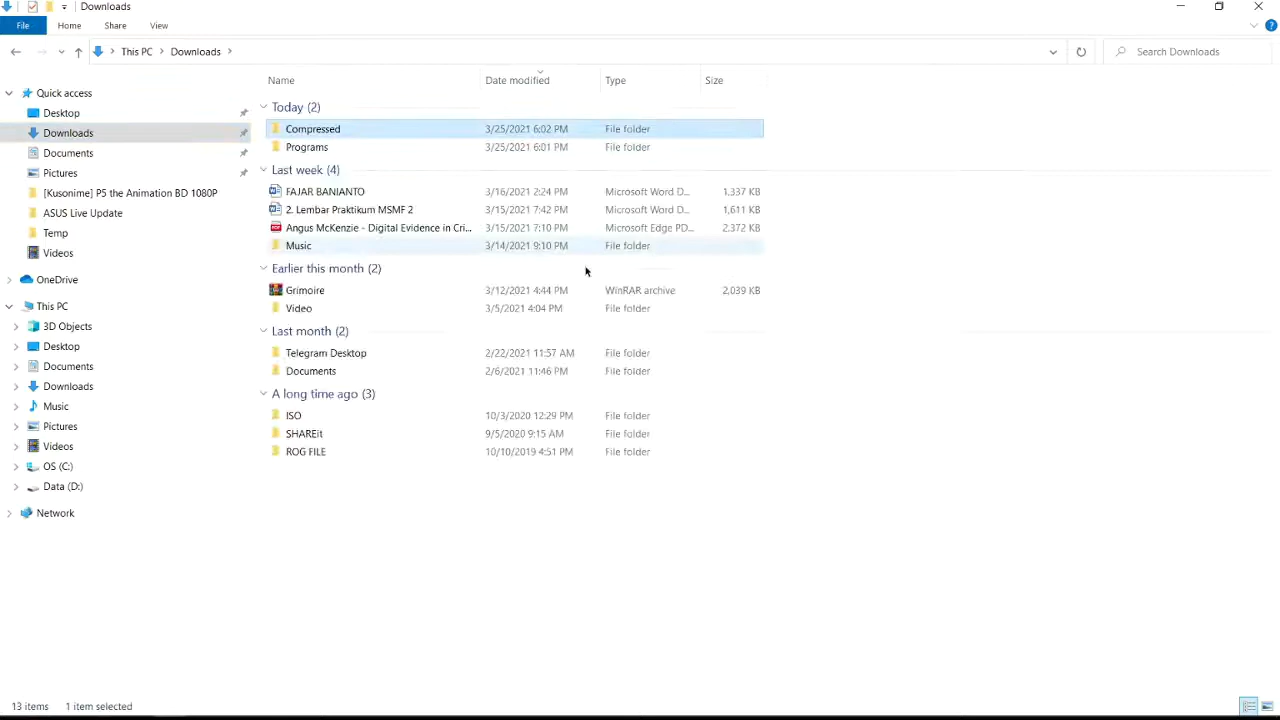 Downloads
File Home Share View
This PC Downloads
Search Downloads
Name Date modified Type Size
Quick access
Desktop
Downloads
Documents
Pictures
[Kusonime] P5 the Animation BD 1080P
ASUS Live Update
Temp
Videos
OneDrive
This PC
3D Objects
Desktop
Documents
Downloads
Music
Pictures
Videos
OS (C:)
Data (D:)
Network
Today (2)
Compressed 3/25/2021 6:02 PM File folder
Programs 3/25/2021 6:01 PM File folder
Last week (4)
FAJAR BANIANTO 3/16/2021 2:24 PM Microsoft Word D... 1,337 KB
2. Lembar Praktikum MSMF 2 3/15/2021 7:42 PM Microsoft Word D... 1,611 KB
Angus McKenzie - Digital Evidence in Cri... 3/15/2021 7:10 PM Microsoft Edge PD... 2,372 KB
Music 3/14/2021 9:10 PM File folder
Earlier this month (2)
Grimoire 3/12/2021 4:44 PM WinRAR archive 2,039 KB
Video 3/5/2021 4:04 PM File folder
Last month (2)
Telegram Desktop 2/22/2021 11:57 AM File folder
Documents 2/6/2021 11:46 PM File folder
A long time ago (3)
ISO 10/3/2020 12:29 PM File folder
SHAREit 9/5/2020 9:15 AM File folder
ROG FILE 10/10/2019 4:51 PM File folder
13 items 1 item selected